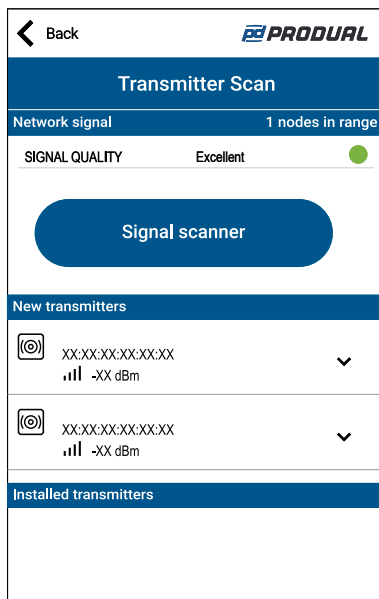 Back
pd PRODUAL
Transmitter Scan
Network signal 1 nodes in range
SIGNAL QUALITY Excellent
Signal scanner
New transmitters
XX:XX:XX:XX:XX:XX
-XX dBm
XX:XX:XX:XX:XX:XX
-XX dBm
Installed transmitters